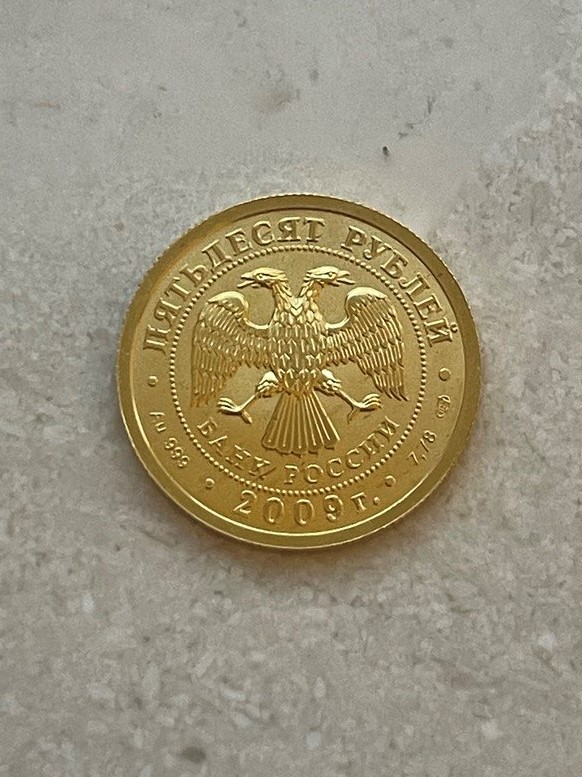 ПЯТЬДЕСЯТ РУБЛЕЙ
БАНК РОССИИ
Au 999
2009 г.
7,78